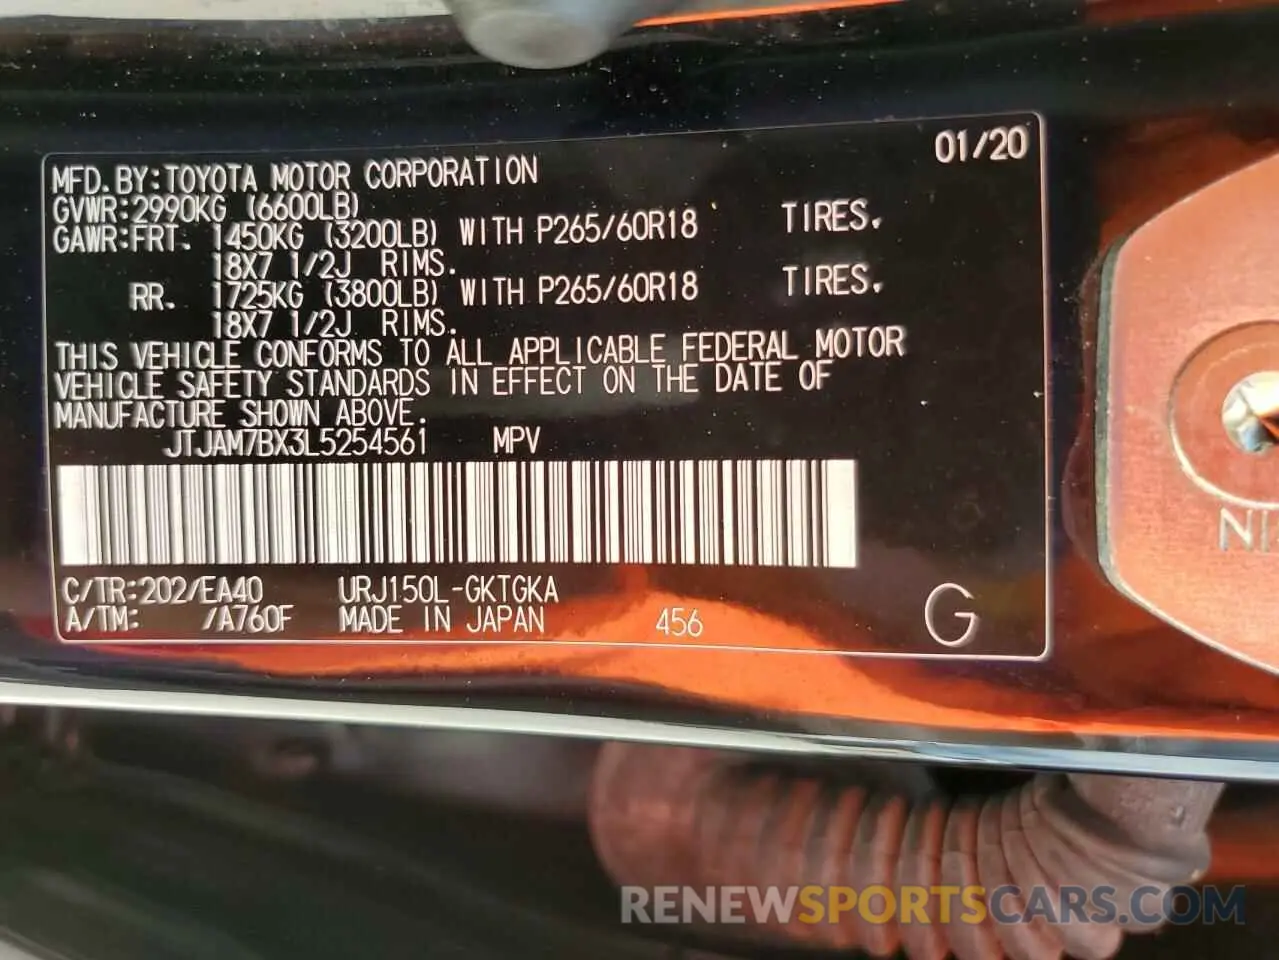 01/20
MFD.BY:TOYOTA MOTOR CORPORATION
GVWR:2990KG (6600LB)
GAWR:FRT. 1450KG (3200LB) WITH P265/60R18 TIRES.
18X7 1/2J RIMS.
RR. 1725KG (3800LB) WITH P265/60R18 TIRES.
18X7 1/2J RIMS.
THIS VEHICLE CONFORMS TO ALL APPLICABLE FEDERAL MOTOR
VEHICLE SAFETY STANDARDS IN EFFECT ON THE DATE OF
MANUFACTURE SHOWN ABOVE.
JTJAM7BX3L5254561 MPV
C/TR:202/EA40 URJ150L-GKTGKA
A/TM: /A760F MADE IN JAPAN 456 G
RENEWSPORTSCARS.COM